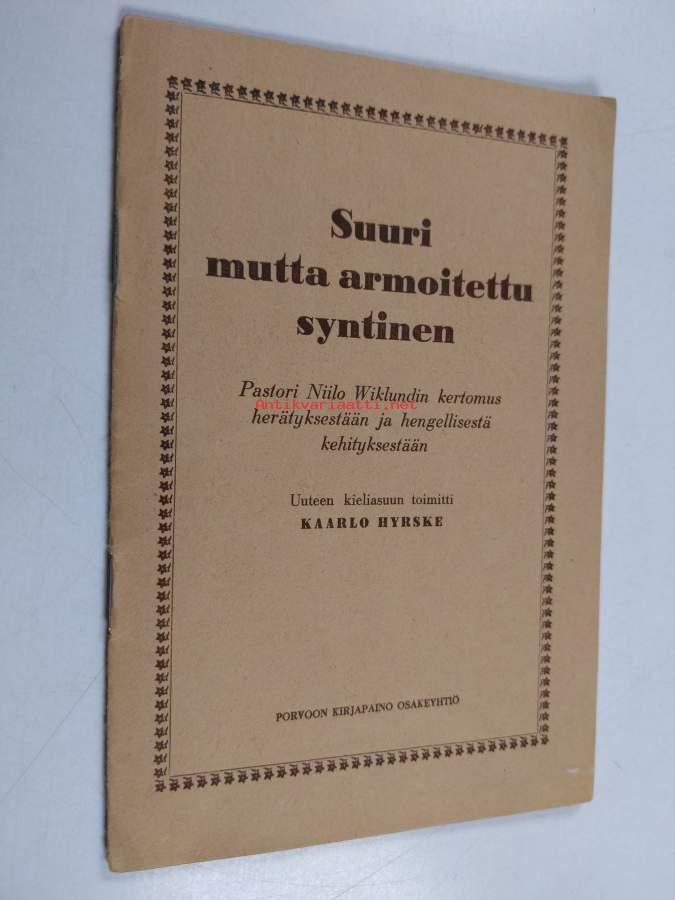 Suuri
mutta armoitettu
syntinen
Pastori Niilo Wiklundin kertomus
Antikvariaatti.net
herätyksestään ja hengellisestä
kehityksestään
Uuteen kieliasuun toimitti
KAARLO HYRSKE
PORVOON KIRJAPAINO OSAKEYHTIÖ